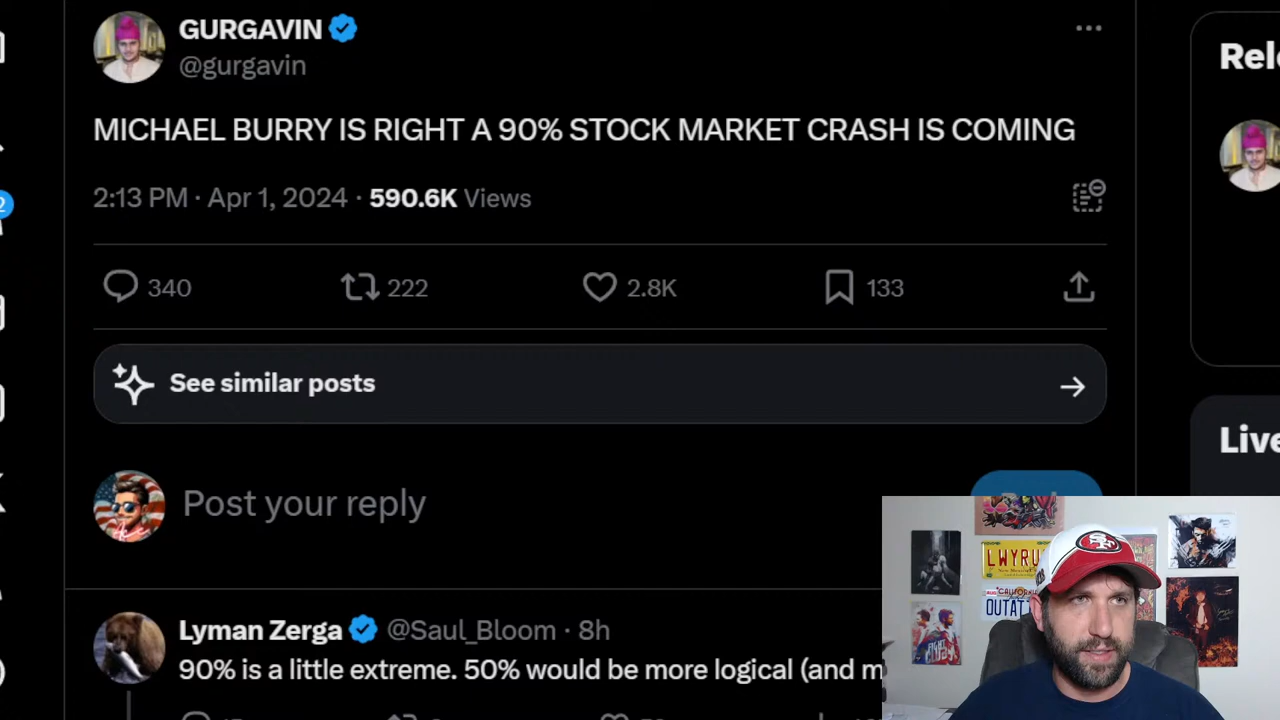 GURGAVIN
@gurgavin
MICHAEL BURRY IS RIGHT A 90% STOCK MARKET CRASH IS COMING
2:13 PM · Apr 1, 2024 · 590.6K Views
340 222 2.8K 133
See similar posts
Post your reply
Lyman Zerga @Saul_Bloom · 8h
90% is a little extreme. 50% would be more logical (and m
Rel
Live
2
LWYRU
OUTAT
SF